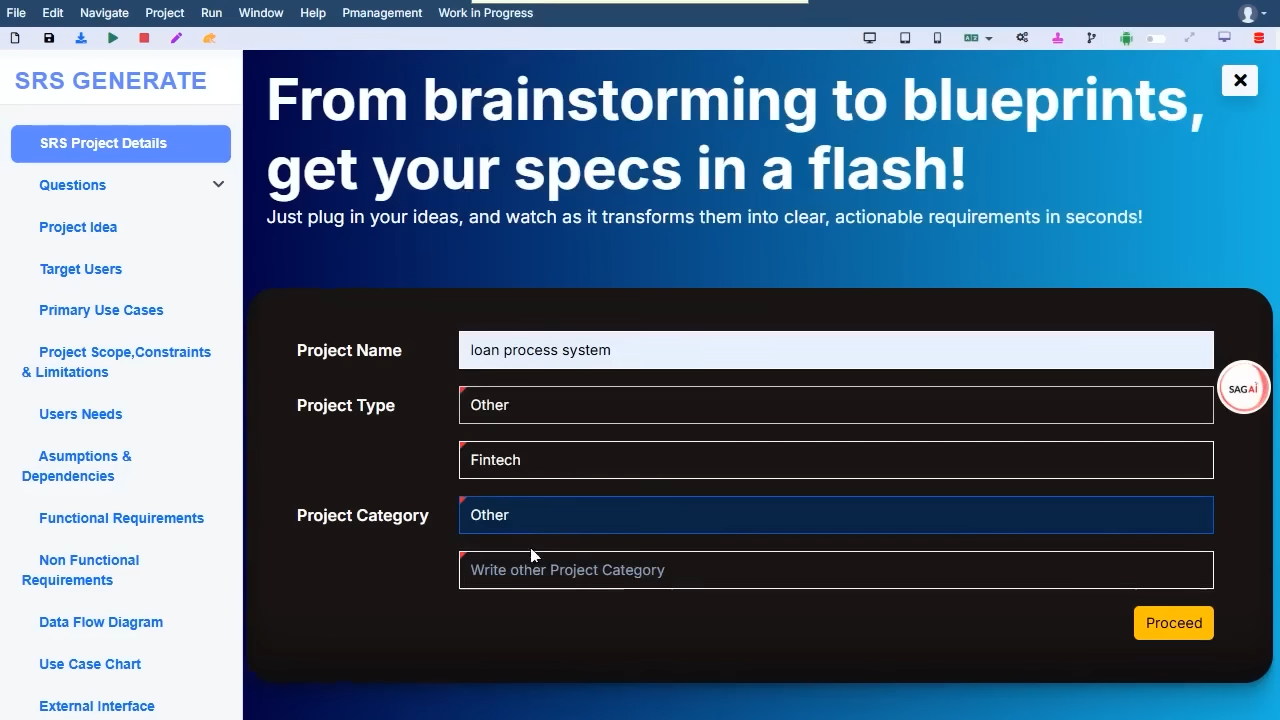 File Edit Navigate Project Run Window Help Pmanagement Work in Progress
SRS GENERATE
SRS Project Details
Questions
Project Idea
Target Users
Primary Use Cases
Project Scope,Constraints
& Limitations
Users Needs
Asumptions &
Dependencies
Functional Requirements
Non Functional
Requirements
Data Flow Diagram
Use Case Chart
External Interface
From brainstorming to blueprints,
get your specs in a flash!
Just plug in your ideas, and watch as it transforms them into clear, actionable requirements in seconds!
Project Name loan process system
Project Type Other
Fintech
Project Category Other
Write other Project Category
Proceed
SAGAI